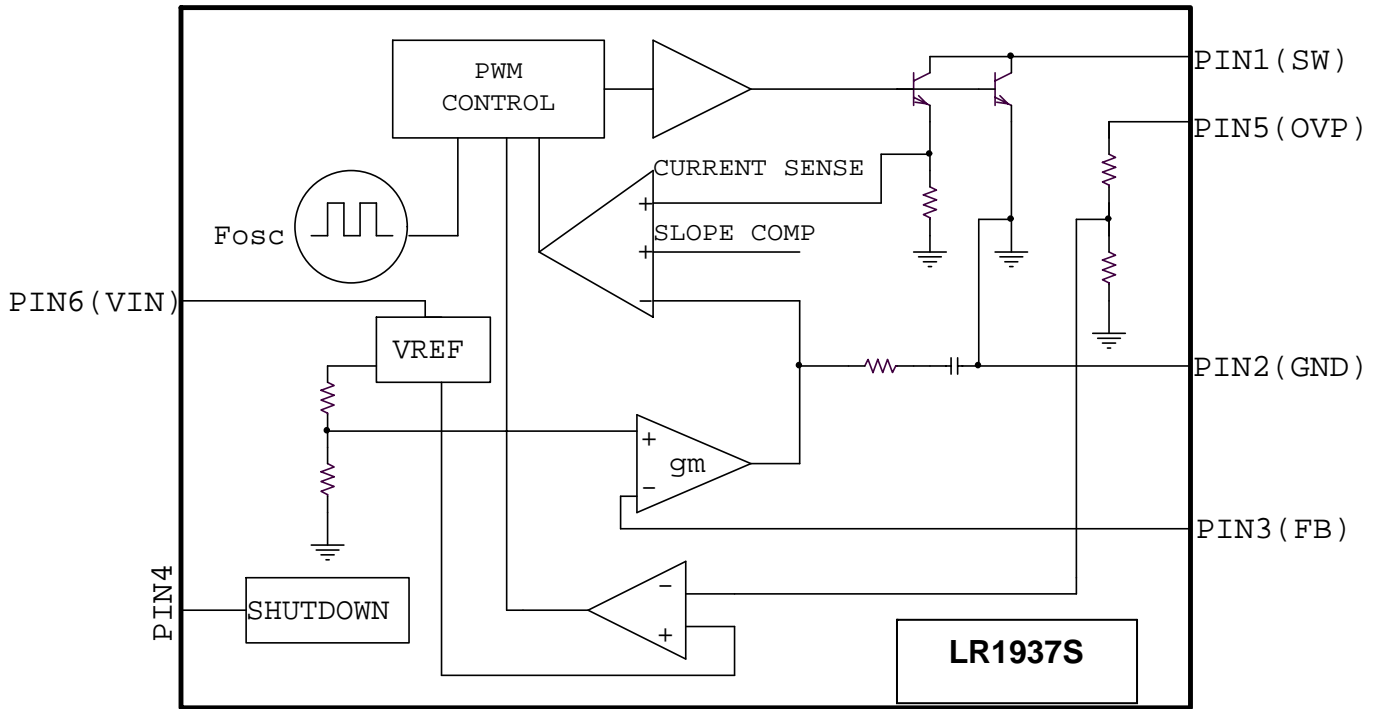 PWM
CONTROL
PIN1(SW)
PIN5(OVP)
CURRENT SENSE
+
Fosc
SLOPE COMP
+
PIN6(VIN)
−
VREF
PIN2(GND)
+
gm
−
PIN3(FB)
PIN4
SHUTDOWN
−
+
LR1937S